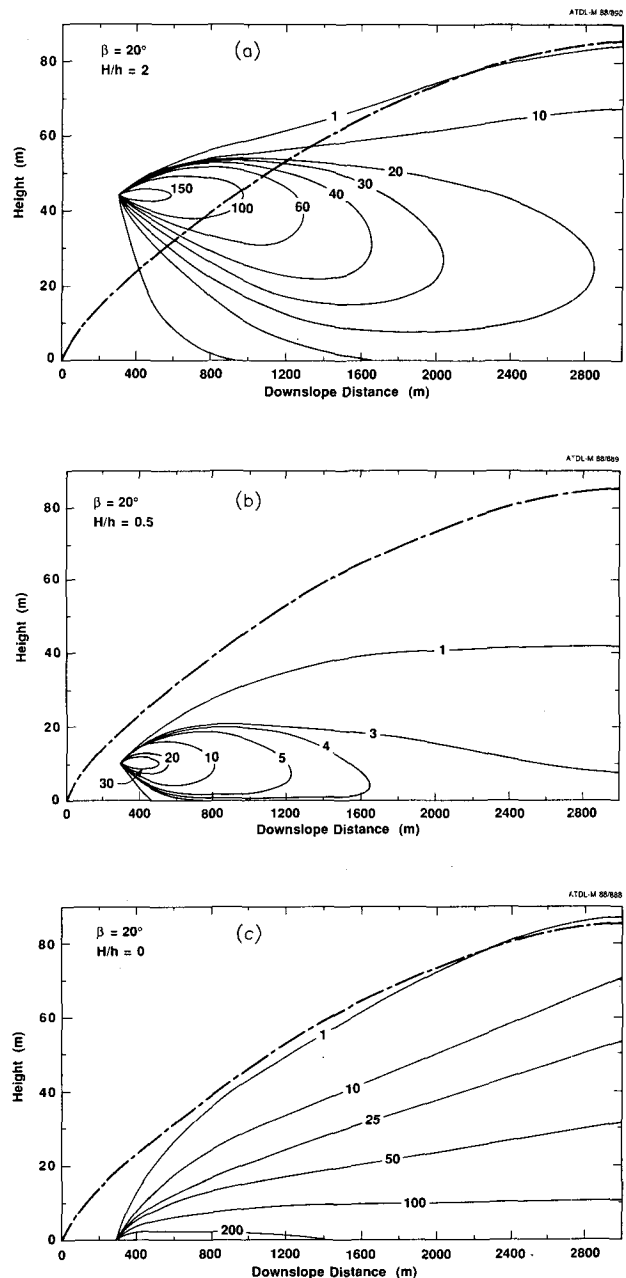 ATDL-M 88/890
β = 20°
H/h = 2
(a)
80
60
40
20
0
Height (m)
1
10
20
30
40
60
100
150
0 400 800 1200 1600 2000 2400 2800
Downslope Distance (m)
ATDL-M 88/889
β = 20°
H/h = 0.5
(b)
80
60
40
20
0
Height (m)
1
3
4
5
10
20
30
0 400 800 1200 1600 2000 2400 2800
Downslope Distance (m)
ATDL-M 88/888
β = 20°
H/h = 0
(c)
80
60
40
20
0
Height (m)
1
10
25
50
100
200
0 400 800 1200 1600 2000 2400 2800
Downslope Distance (m)